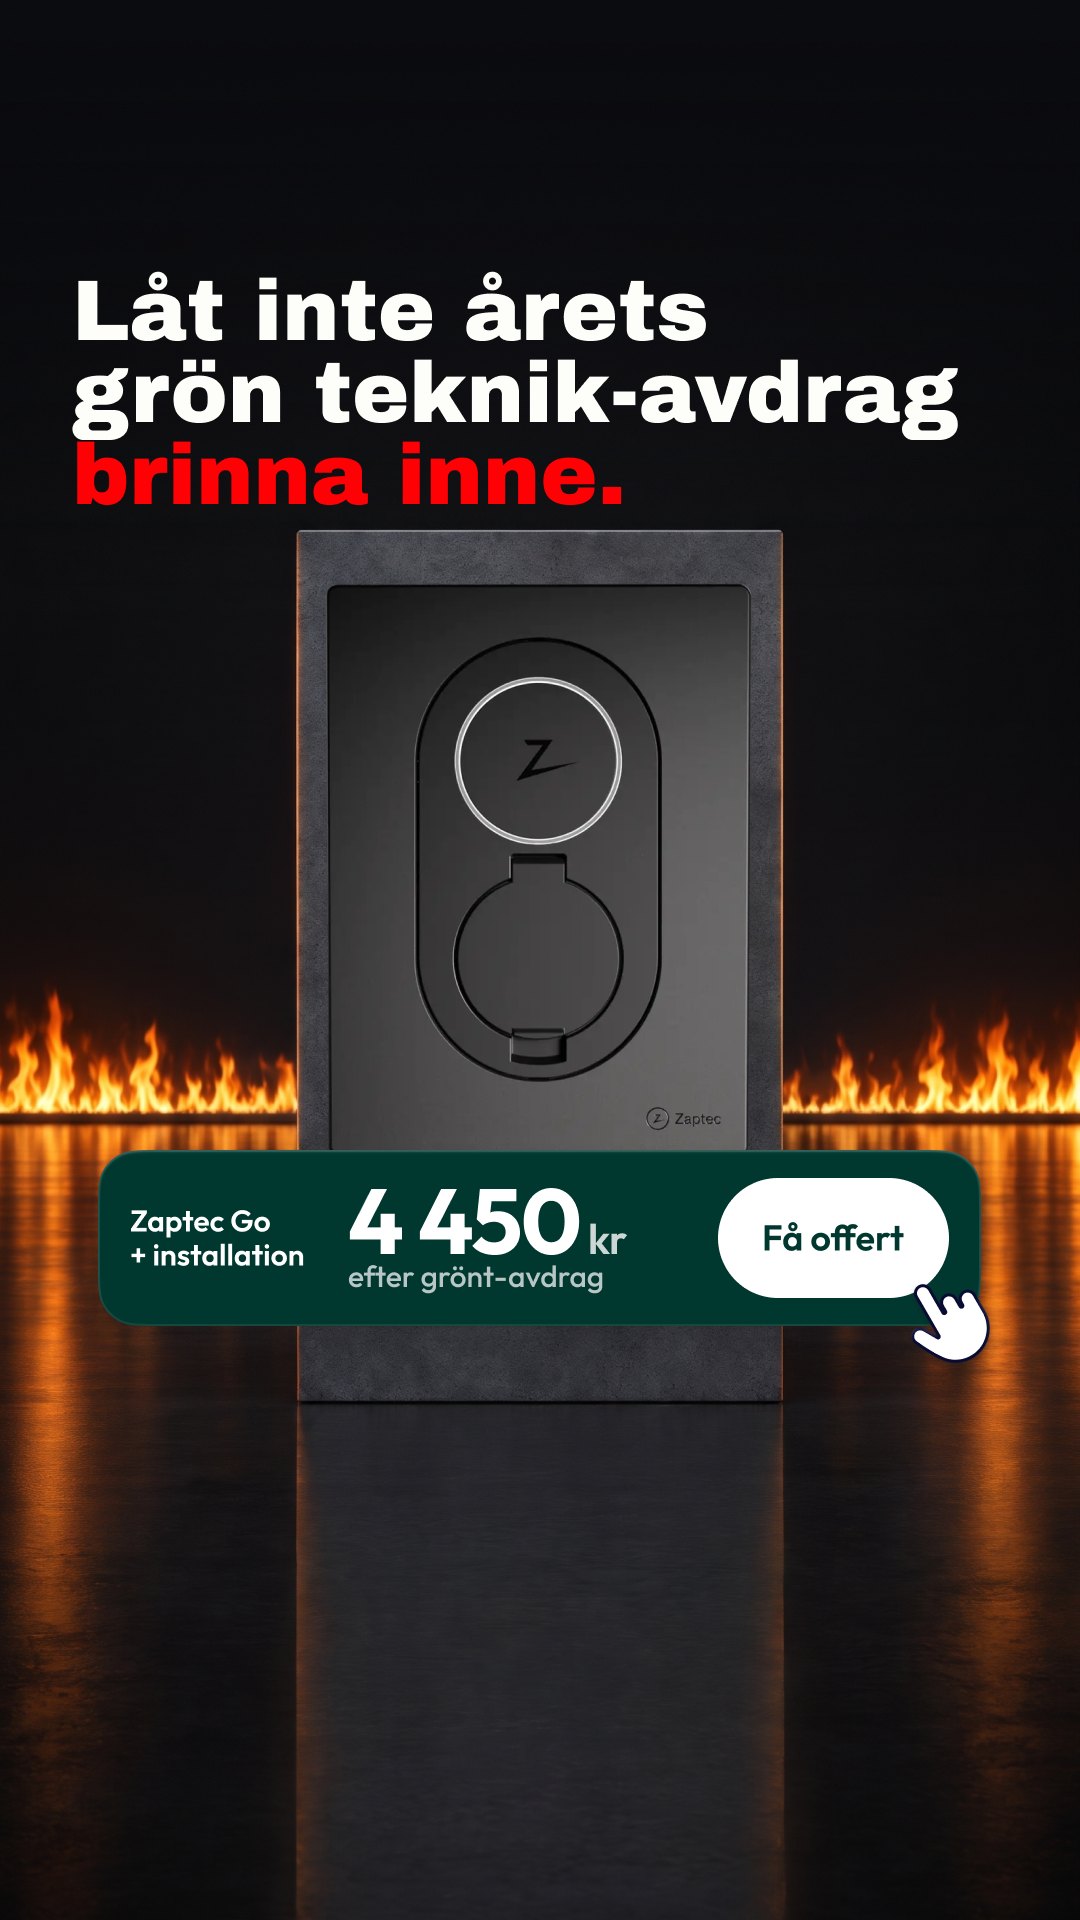 Låt inte årets
grön teknik-avdrag
brinna inne.
Zaptec
Zaptec Go
+ installation
4 450 kr
efter grönt-avdrag
Få offert